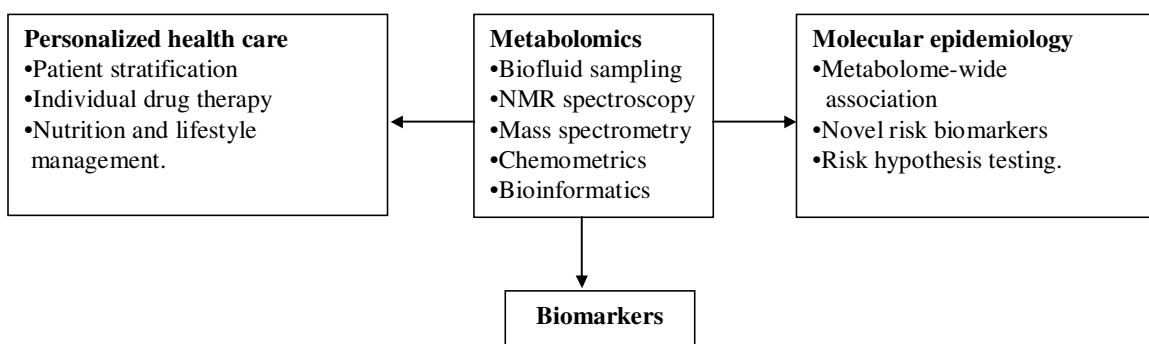 Personalized health care
•Patient stratification
•Individual drug therapy
•Nutrition and lifestyle
management.
Metabolomics
•Biofluid sampling
•NMR spectroscopy
•Mass spectrometry
•Chemometrics
•Bioinformatics
Molecular epidemiology
•Metabolome-wide
association
•Novel risk biomarkers
•Risk hypothesis testing.
Biomarkers